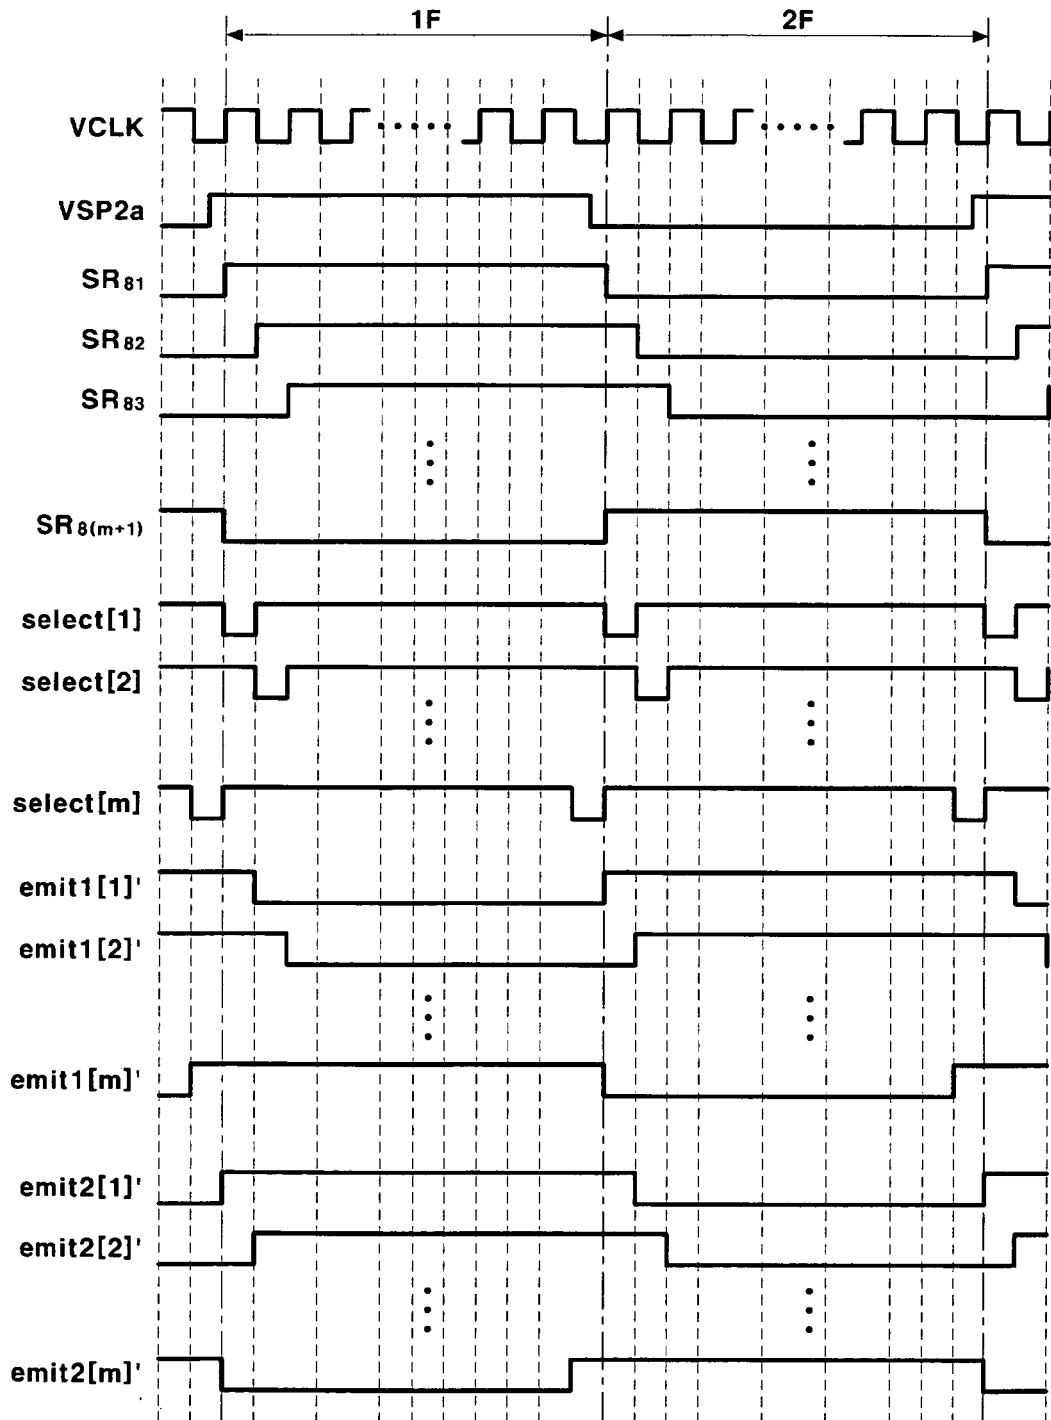 1F 2F
VCLK
VSP2a
SR81
SR82
SR83
SR8(m+1)
select[1]
select[2]
select[m]
emit1[1]'
emit1[2]'
emit1[m]'
emit2[1]'
emit2[2]'
emit2[m]'